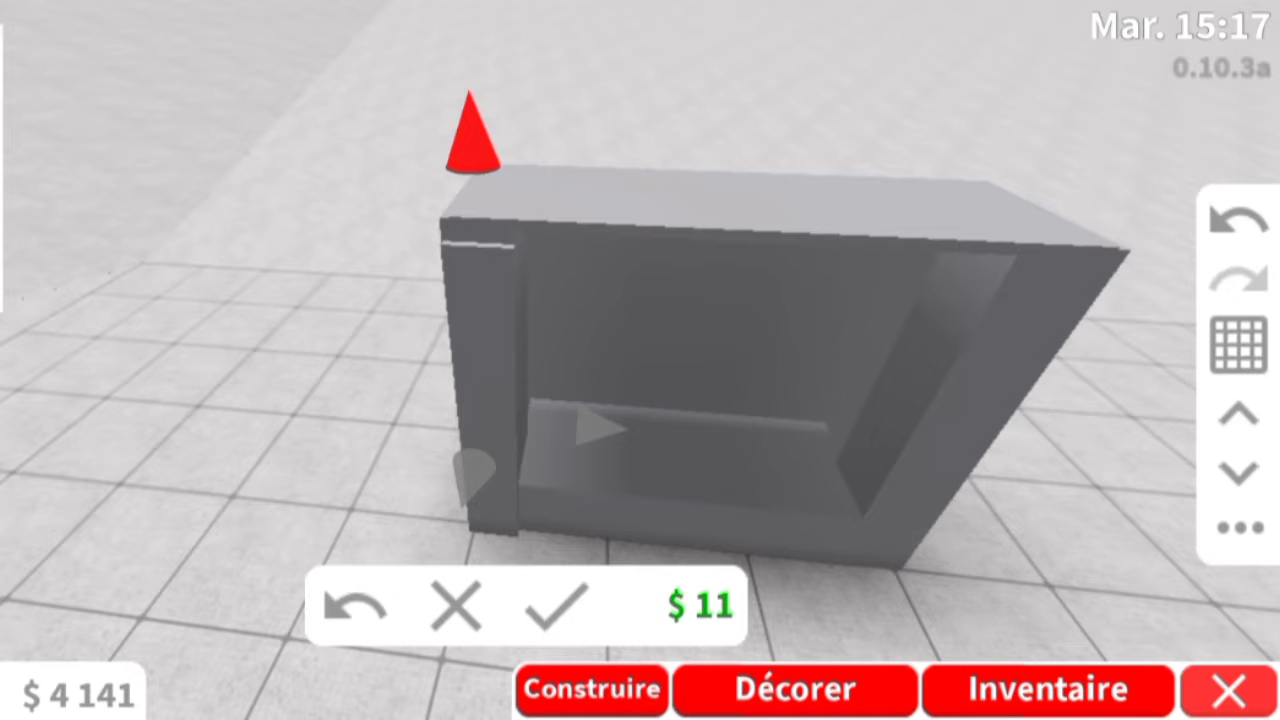 Mar. 15:17
0.10.3a
$ 11
$ 4 141
Construire
Décorer
Inventaire